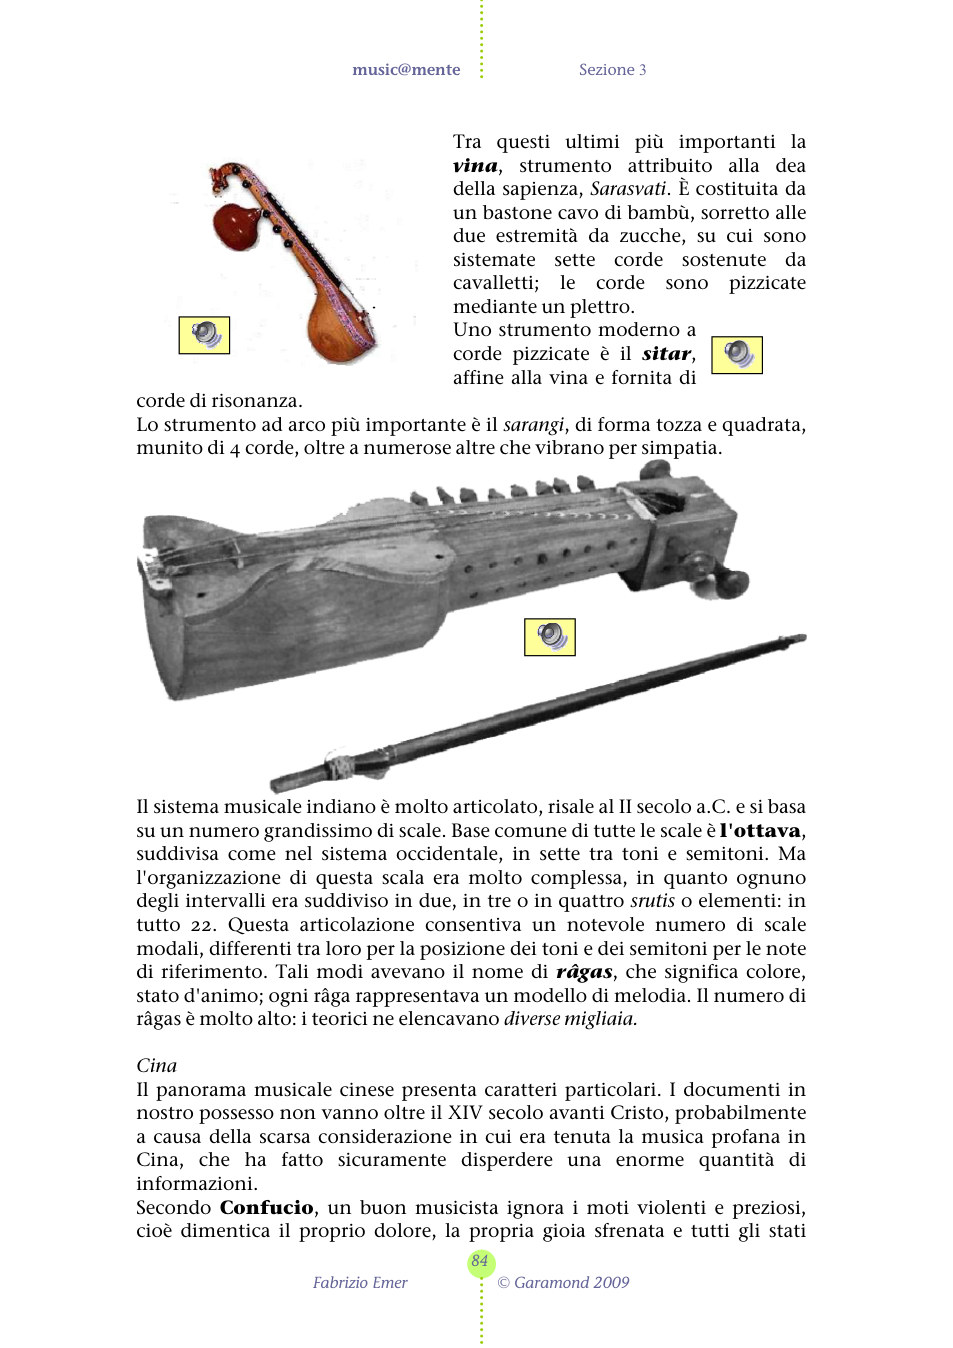 music@mente
Sezione 3
Tra questi ultimi più importanti la
vina, strumento attribuito alla dea
della sapienza, Sarasvati. È costituita da
un bastone cavo di bambù, sorretto alle
due estremità da zucche, su cui sono
sistemate sette corde sostenute da
cavalletti; le corde sono pizzicate
mediante un plettro.
Uno strumento moderno a
corde pizzicate è il sitar,
affine alla vina e fornita di
corde di risonanza.
Lo strumento ad arco più importante è il sarangi, di forma tozza e quadrata,
munito di 4 corde, oltre a numerose altre che vibrano per simpatia.
Il sistema musicale indiano è molto articolato, risale al II secolo a.C. e si basa
su un numero grandissimo di scale. Base comune di tutte le scale è l'ottava,
suddivisa come nel sistema occidentale, in sette tra toni e semitoni. Ma
l'organizzazione di questa scala era molto complessa, in quanto ognuno
degli intervalli era suddiviso in due, in tre o in quattro srutis o elementi: in
tutto 22. Questa articolazione consentiva un notevole numero di scale
modali, differenti tra loro per la posizione dei toni e dei semitoni per le note
di riferimento. Tali modi avevano il nome di râgas, che significa colore,
stato d'animo; ogni râga rappresentava un modello di melodia. Il numero di
râgas è molto alto: i teorici ne elencavano diverse migliaia.
Cina
Il panorama musicale cinese presenta caratteri particolari. I documenti in
nostro possesso non vanno oltre il XIV secolo avanti Cristo, probabilmente
a causa della scarsa considerazione in cui era tenuta la musica profana in
Cina, che ha fatto sicuramente disperdere una enorme quantità di
informazioni.
Secondo Confucio, un buon musicista ignora i moti violenti e preziosi,
cioè dimentica il proprio dolore, la propria gioia sfrenata e tutti gli stati
84
Fabrizio Emer
© Garamond 2009